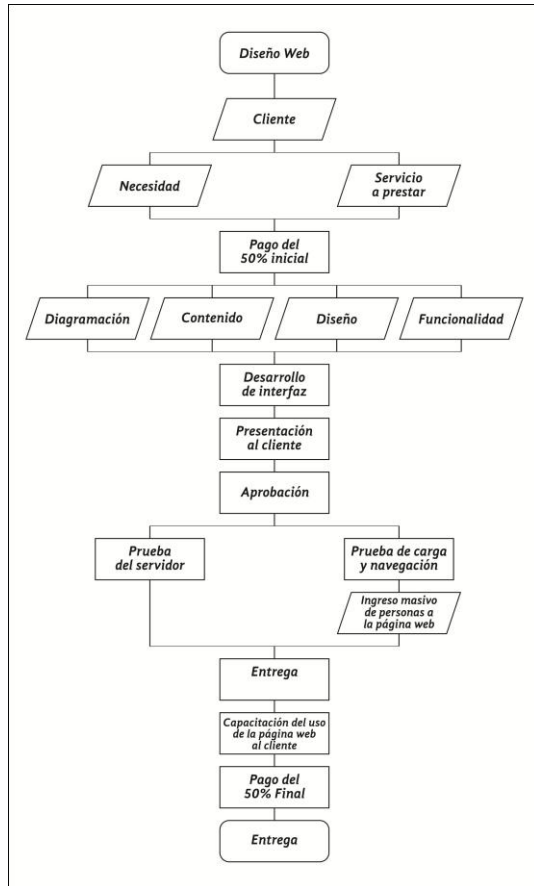 Diseño Web
Cliente
Necesidad
Servicio
a prestar
Pago del
50% inicial
Diagramación
Contenido
Diseño
Funcionalidad
Desarrollo
de interfaz
Presentación
al cliente
Aprobación
Prueba
del servidor
Prueba de carga
y navegación
Ingreso masivo
de personas a
la página web
Entrega
Capacitación del uso
de la página web
al cliente
Pago del
50% Final
Entrega